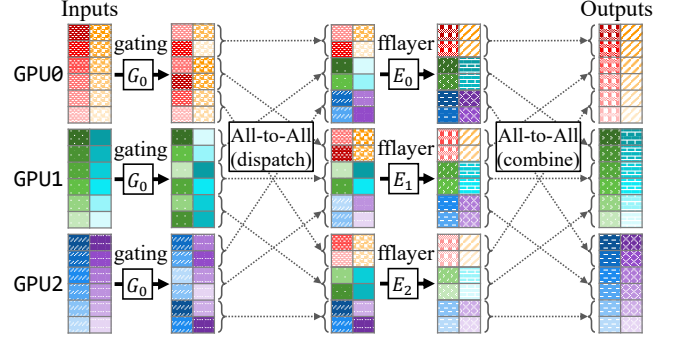 Inputs
Outputs
gating
fflayer
GPU0
G₀
E₀
All-to-All
(dispatch)
All-to-All
(combine)
gating
fflayer
GPU1
G₀
E₁
gating
fflayer
GPU2
G₀
E₂